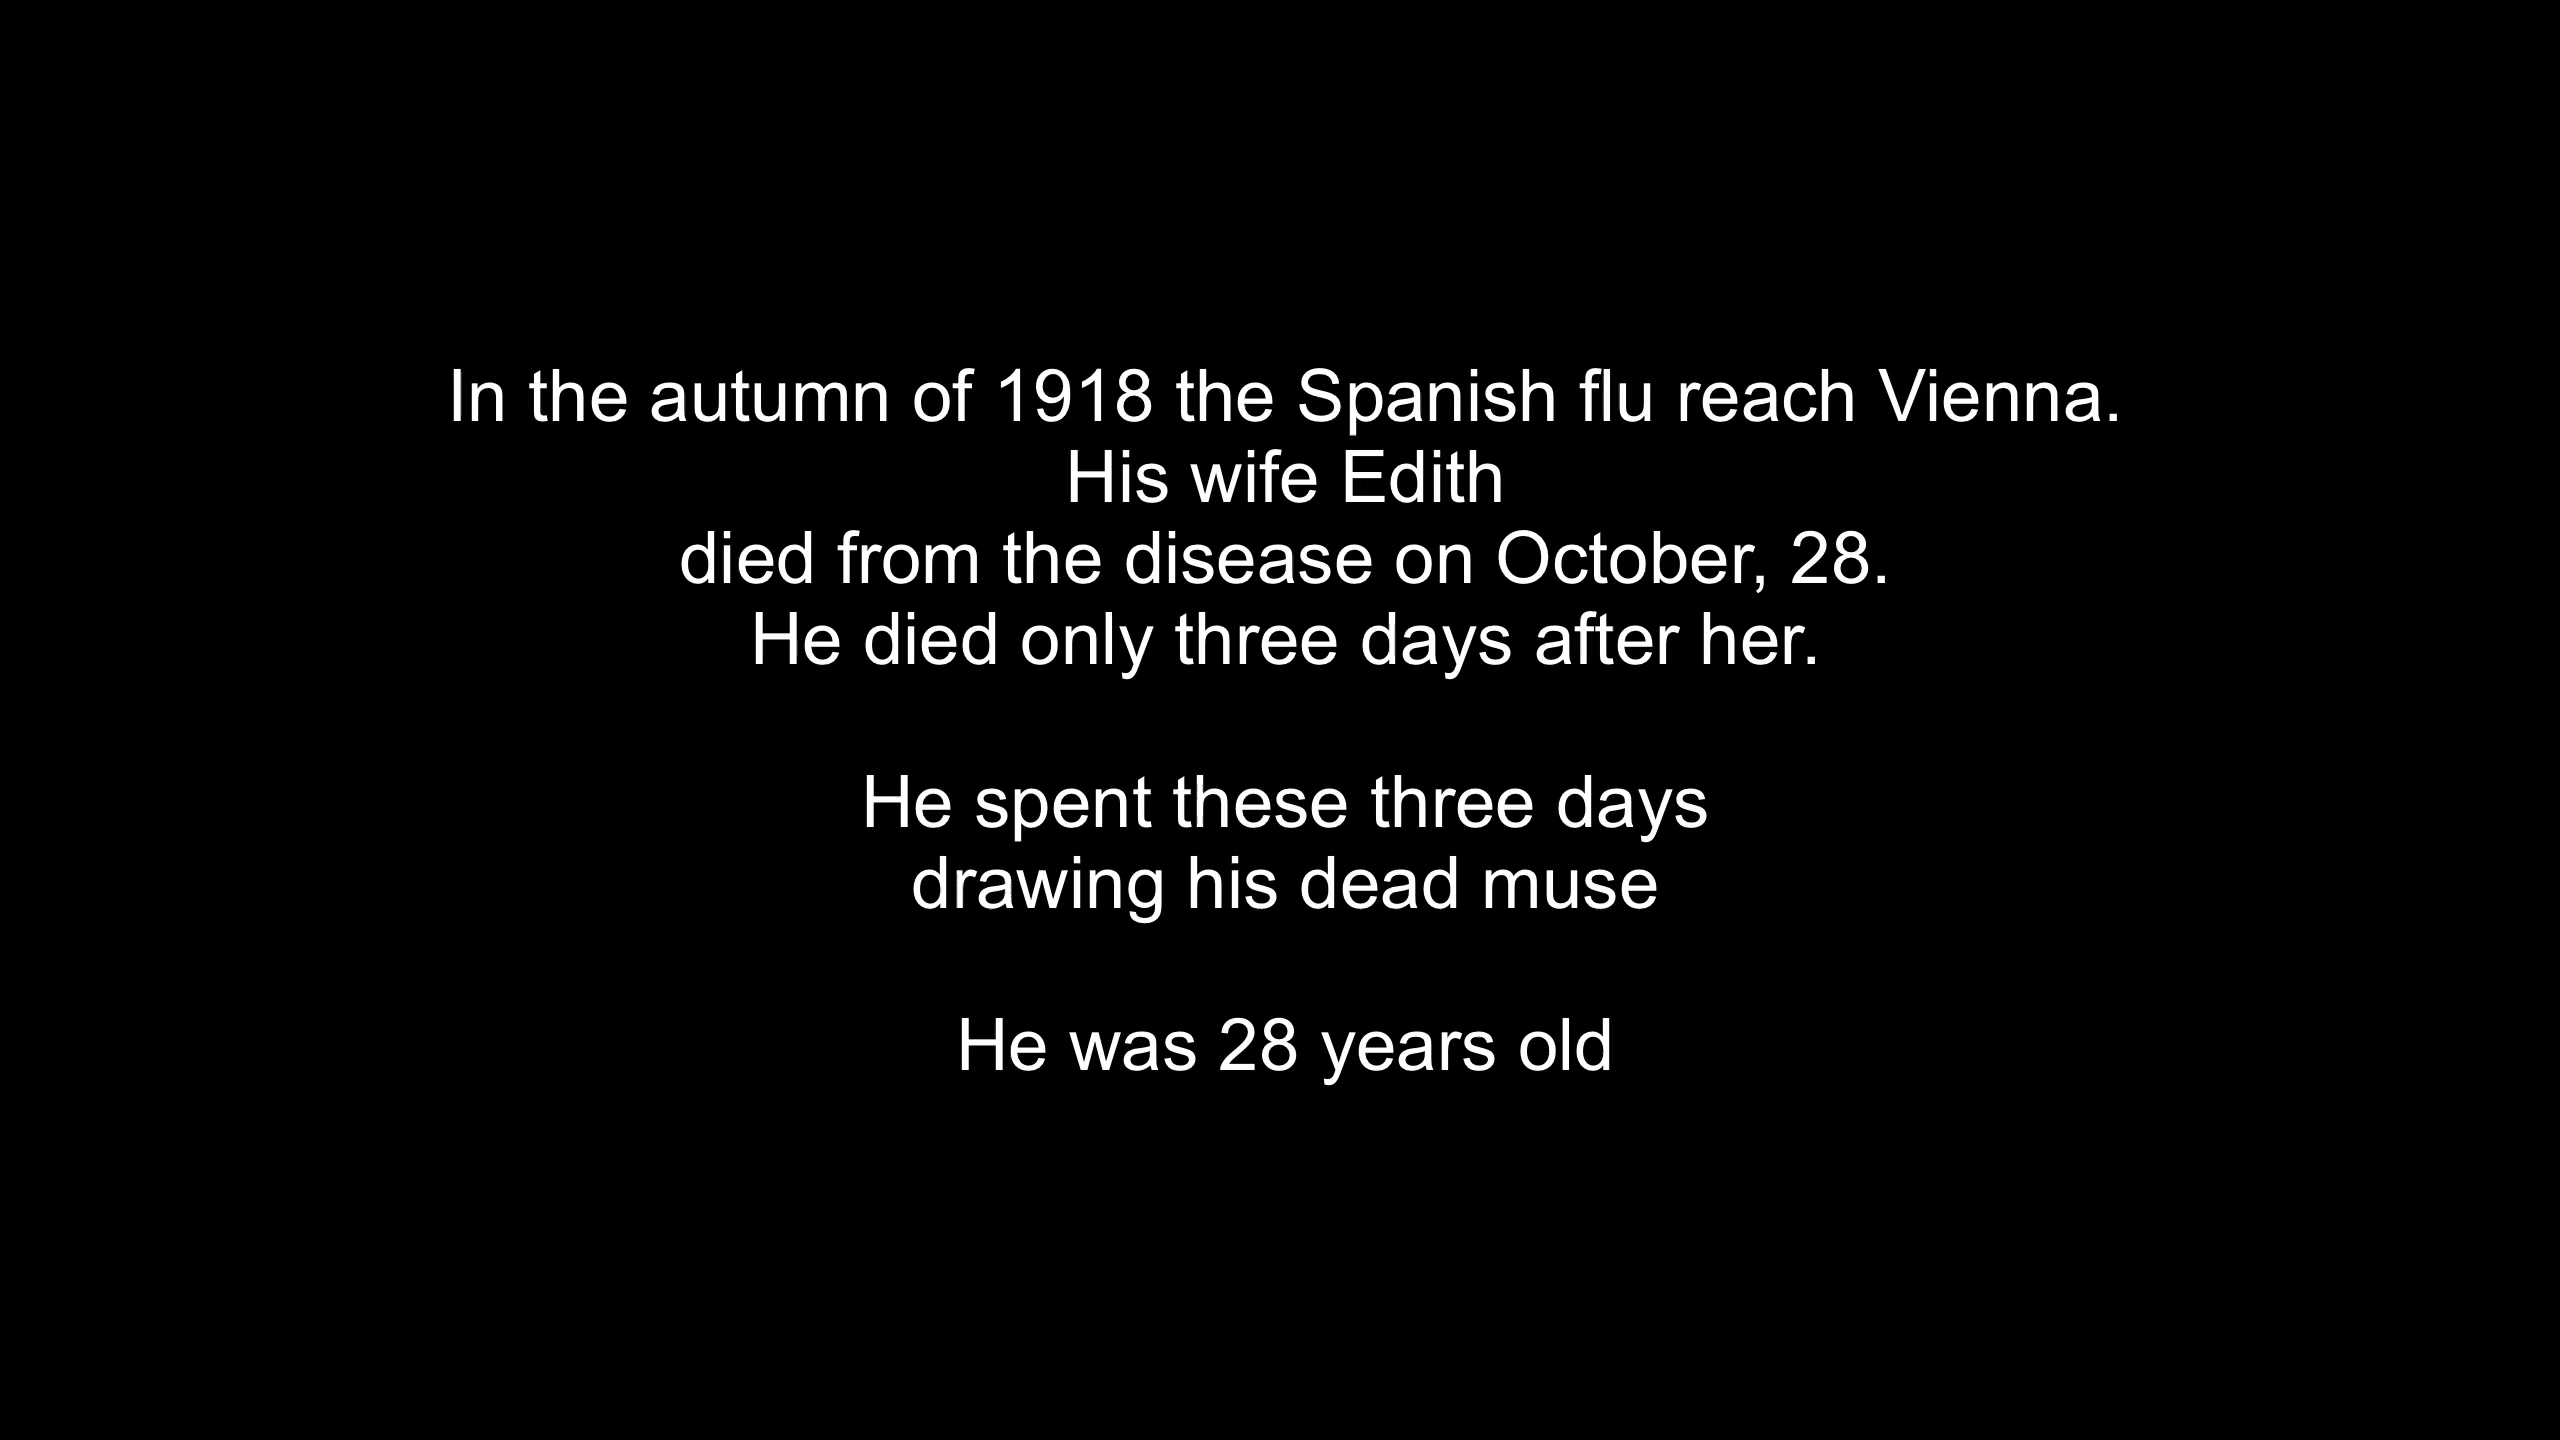 In the autumn of 1918 the Spanish flu reach Vienna.
His wife Edith
died from the disease on October, 28.
He died only three days after her.
He spent these three days
drawing his dead muse
He was 28 years old